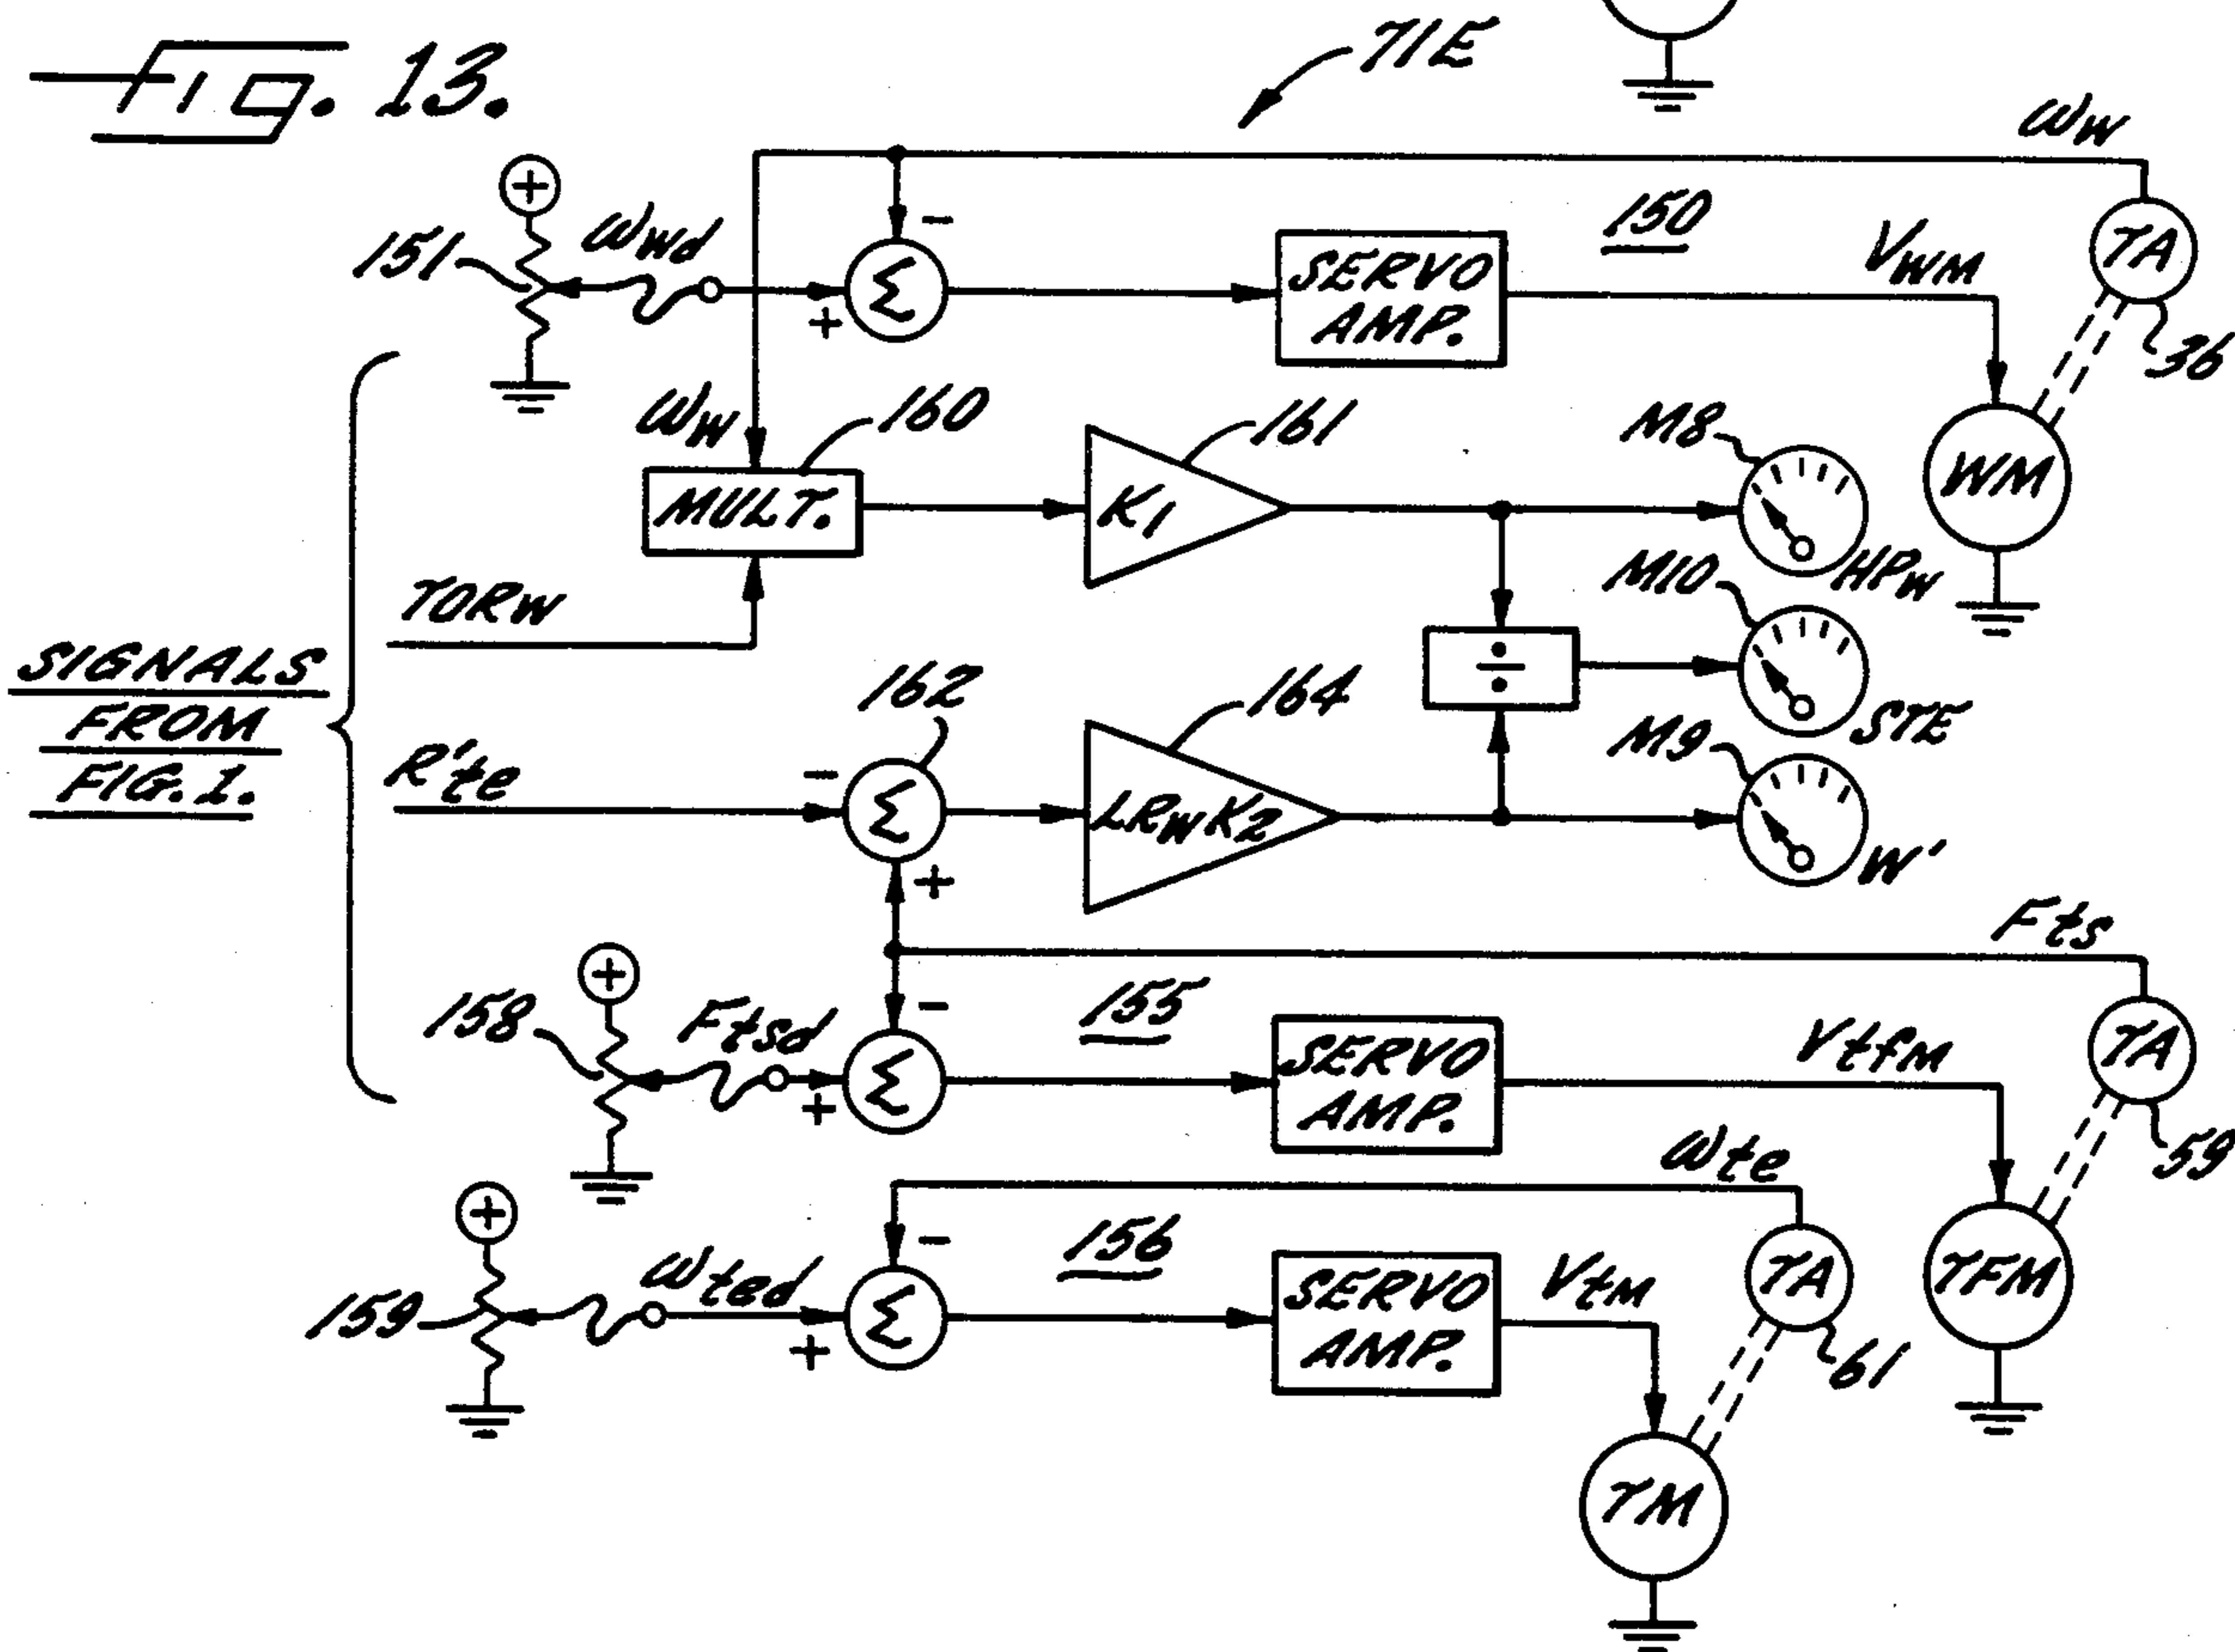 Fig. 13.
71E
ωw
150
TA
36
151
ωwd
+
-
+
Σ
SERVO
AMP.
VWM
WM
ωw
160
MULT.
161
K1
M8
HPw
TORW
M10
÷
STE
SIGNALS
FROM
FIG. 1.
R'te
-
162
Σ
+
164
LRWK2
M9
W'
Fts
TA
59
158
+
Ftsd
-
+
Σ
155
SERVO
AMP.
VtfM
TFM
ωte
159
+
ωted
-
+
Σ
156
SERVO
AMP.
VtM
TA
61
TM